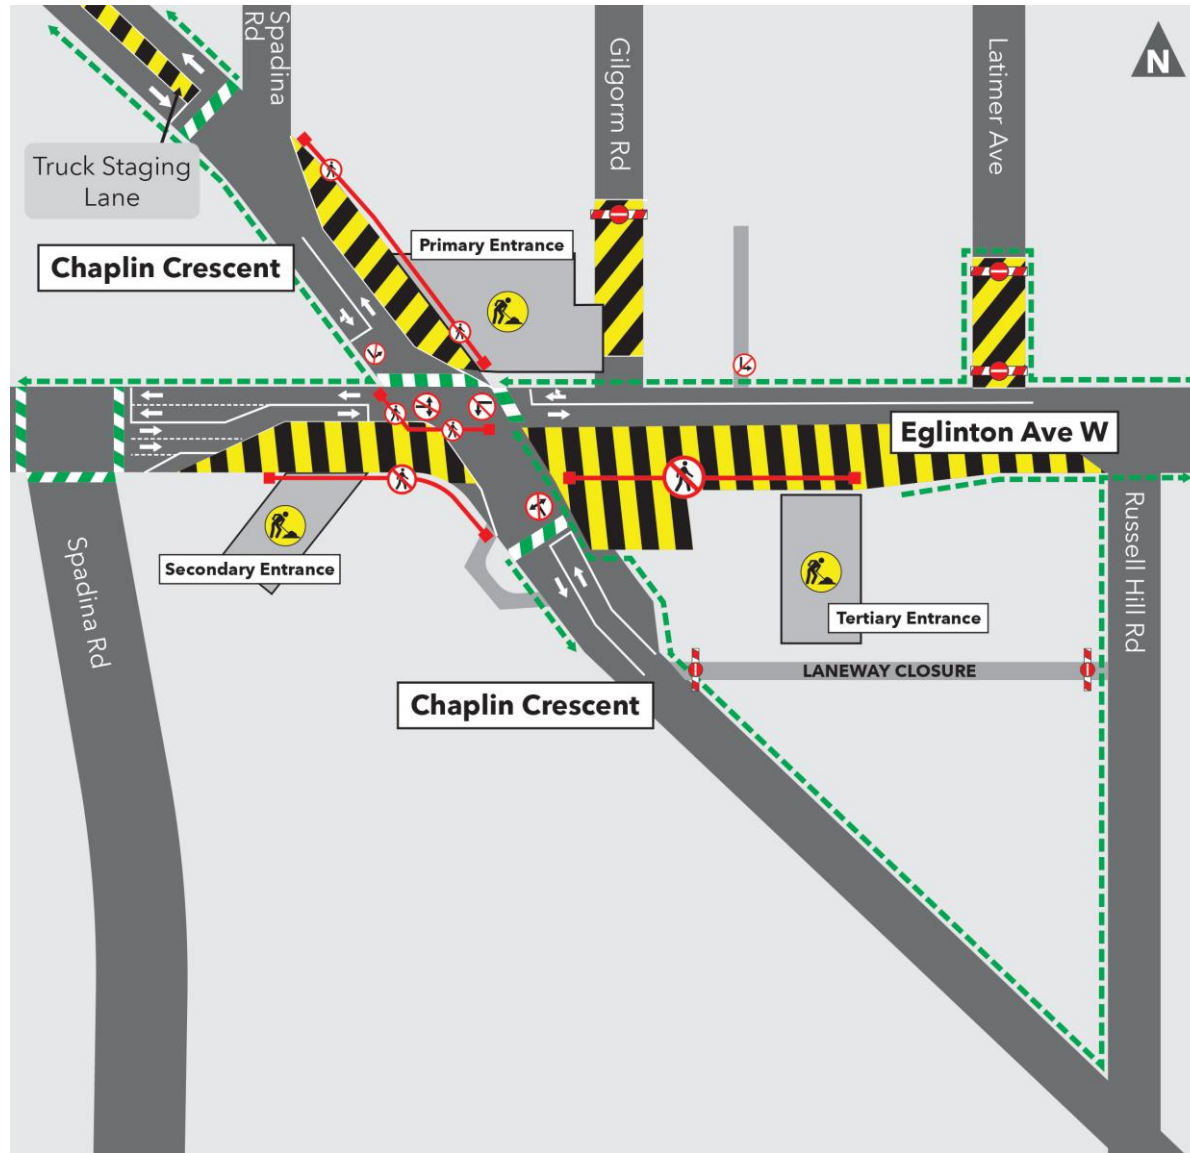 Spadina
Rd
Gilgorm Rd
Latimer Ave
N
Truck Staging
Lane
Primary Entrance
Chaplin Crescent
Eglinton Ave W
Secondary Entrance
Spadina Rd
Russell Hill Rd
Tertiary Entrance
LANEWAY CLOSURE
Chaplin Crescent